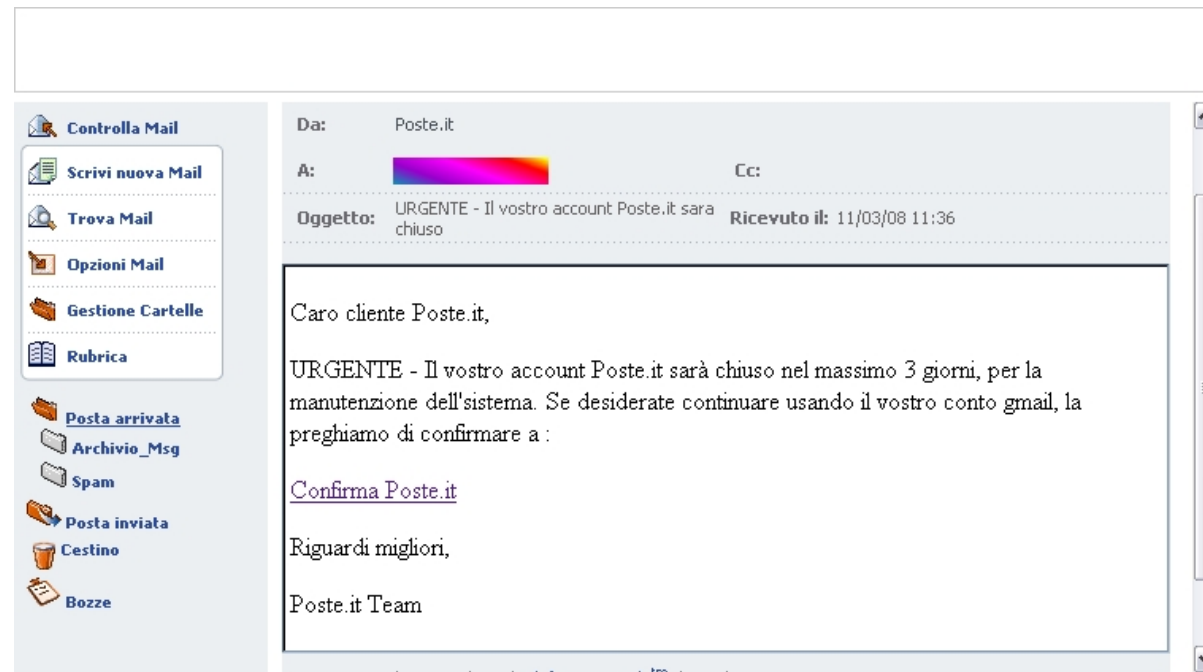 Controlla Mail
Scrivi nuova Mail
Trova Mail
Opzioni Mail
Gestione Cartelle
Rubrica
Posta arrivata
Archivio_Msg
Spam
Posta inviata
Cestino
Bozze
Da: Poste.it
A: Cc:
Oggetto: URGENTE - Il vostro account Poste.it sara
chiuso
Ricevuto il: 11/03/08 11:36
Caro cliente Poste.it,
URGENTE - Il vostro account Poste.it sarà chiuso nel massimo 3 giorni, per la
manutenzione dell'sistema. Se desiderate continuare usando il vostro conto gmail, la
preghiamo di confirmare a :
Confirma Poste.it
Riguardi migliori,
Poste.it Team